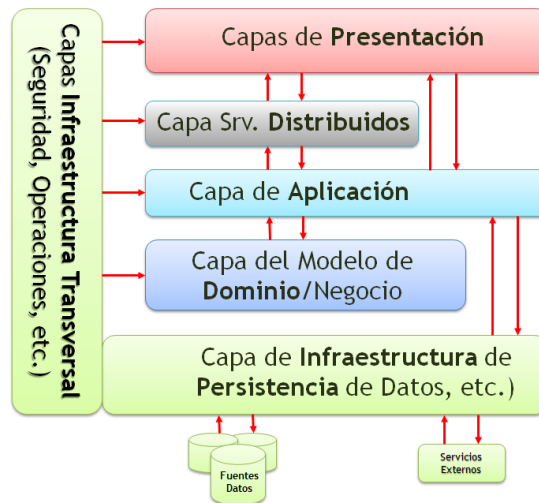 Capas Infraestructura Transversal
(Seguridad, Operaciones, etc.)
Capas de Presentación
Capa Srv. Distribuidos
Capa de Aplicación
Capa del Modelo de
Dominio/Negocio
Capa de Infraestructura de
Persistencia de Datos, etc.)
Fuentes
Datos
Servicios
Externos